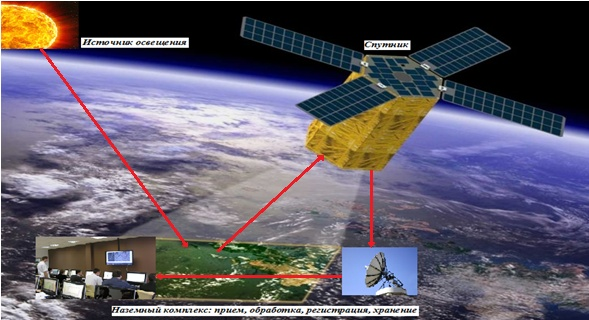 Источник освещения
Спутник
Наземный комплекс: прием, обработка, регистрация, хранение